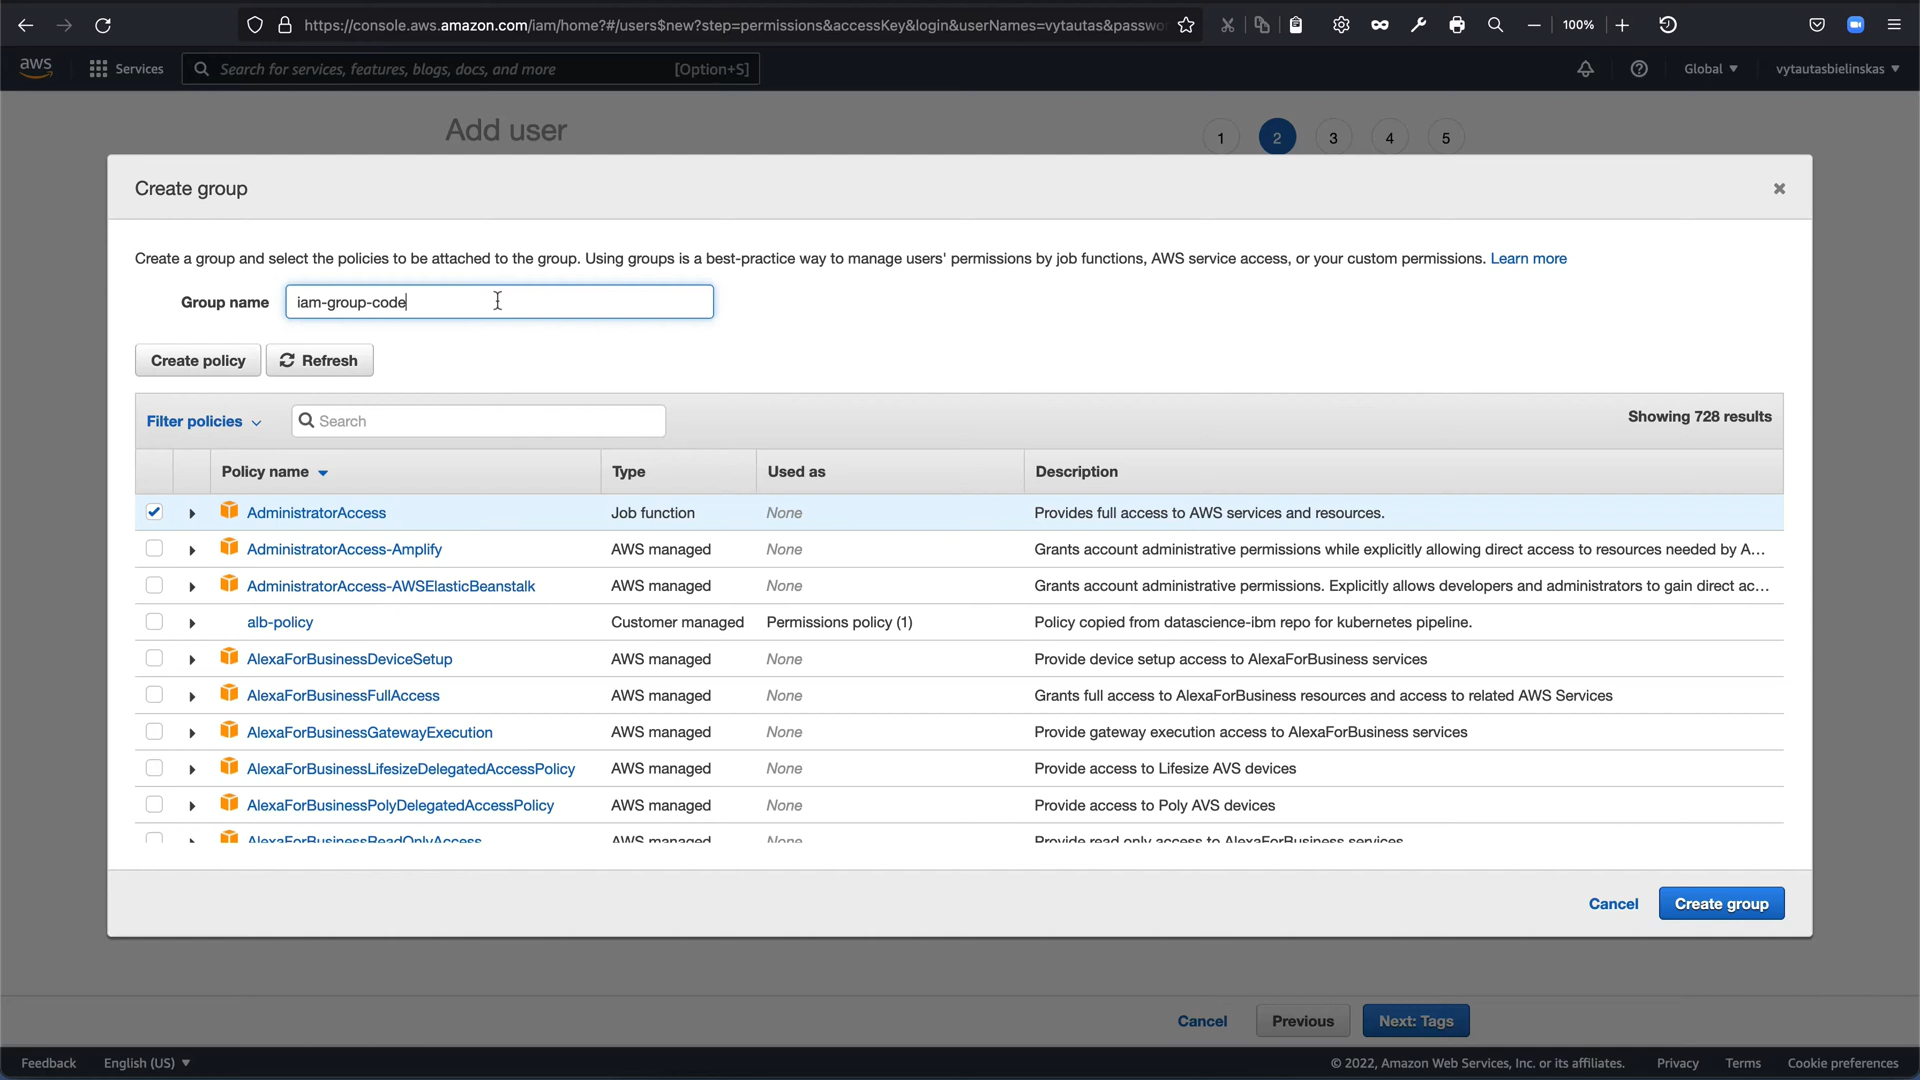 https://console.aws.amazon.com/iam/home?#/users$new?step=permissions&accessKey&login&userNames=vytautas&passwo
100%
aws
Services
Search for services, features, blogs, docs, and more
[Option+S]
Global
vytautasbielinskas
Add user
1 2 3 4 5
Create group
Create a group and select the policies to be attached to the group. Using groups is a best-practice way to manage users' permissions by job functions, AWS service access, or your custom permissions. Learn more
Group name iam-group-code
Create policy Refresh
Filter policies Search Showing 728 results
Policy name Type Used as Description
AdministratorAccess Job function None Provides full access to AWS services and resources.
AdministratorAccess-Amplify AWS managed None Grants account administrative permissions while explicitly allowing direct access to resources needed by A...
AdministratorAccess-AWSElasticBeanstalk AWS managed None Grants account administrative permissions. Explicitly allows developers and administrators to gain direct ac...
alb-policy Customer managed Permissions policy (1) Policy copied from datascience-ibm repo for kubernetes pipeline.
AlexaForBusinessDeviceSetup AWS managed None Provide device setup access to AlexaForBusiness services
AlexaForBusinessFullAccess AWS managed None Grants full access to AlexaForBusiness resources and access to related AWS Services
AlexaForBusinessGatewayExecution AWS managed None Provide gateway execution access to AlexaForBusiness services
AlexaForBusinessLifesizeDelegatedAccessPolicy AWS managed None Provide access to Lifesize AVS devices
AlexaForBusinessPolyDelegatedAccessPolicy AWS managed None Provide access to Poly AVS devices
AlexaForBusinessReadOnlyAccess AWS managed None Provide read only access to AlexaForBusiness services
Cancel Create group
Cancel Previous Next: Tags
Feedback English (US) © 2022, Amazon Web Services, Inc. or its affiliates. Privacy Terms Cookie preferences